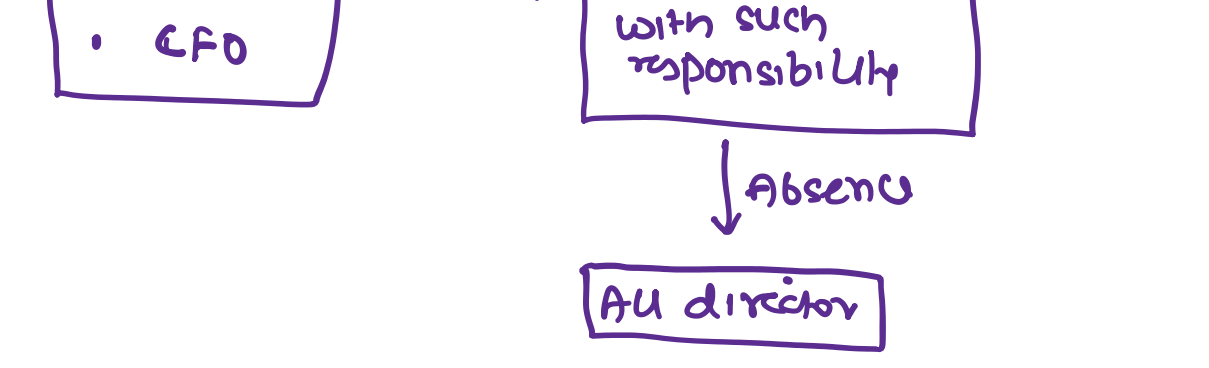 • CFO
with such
responsibility
Absence
All director